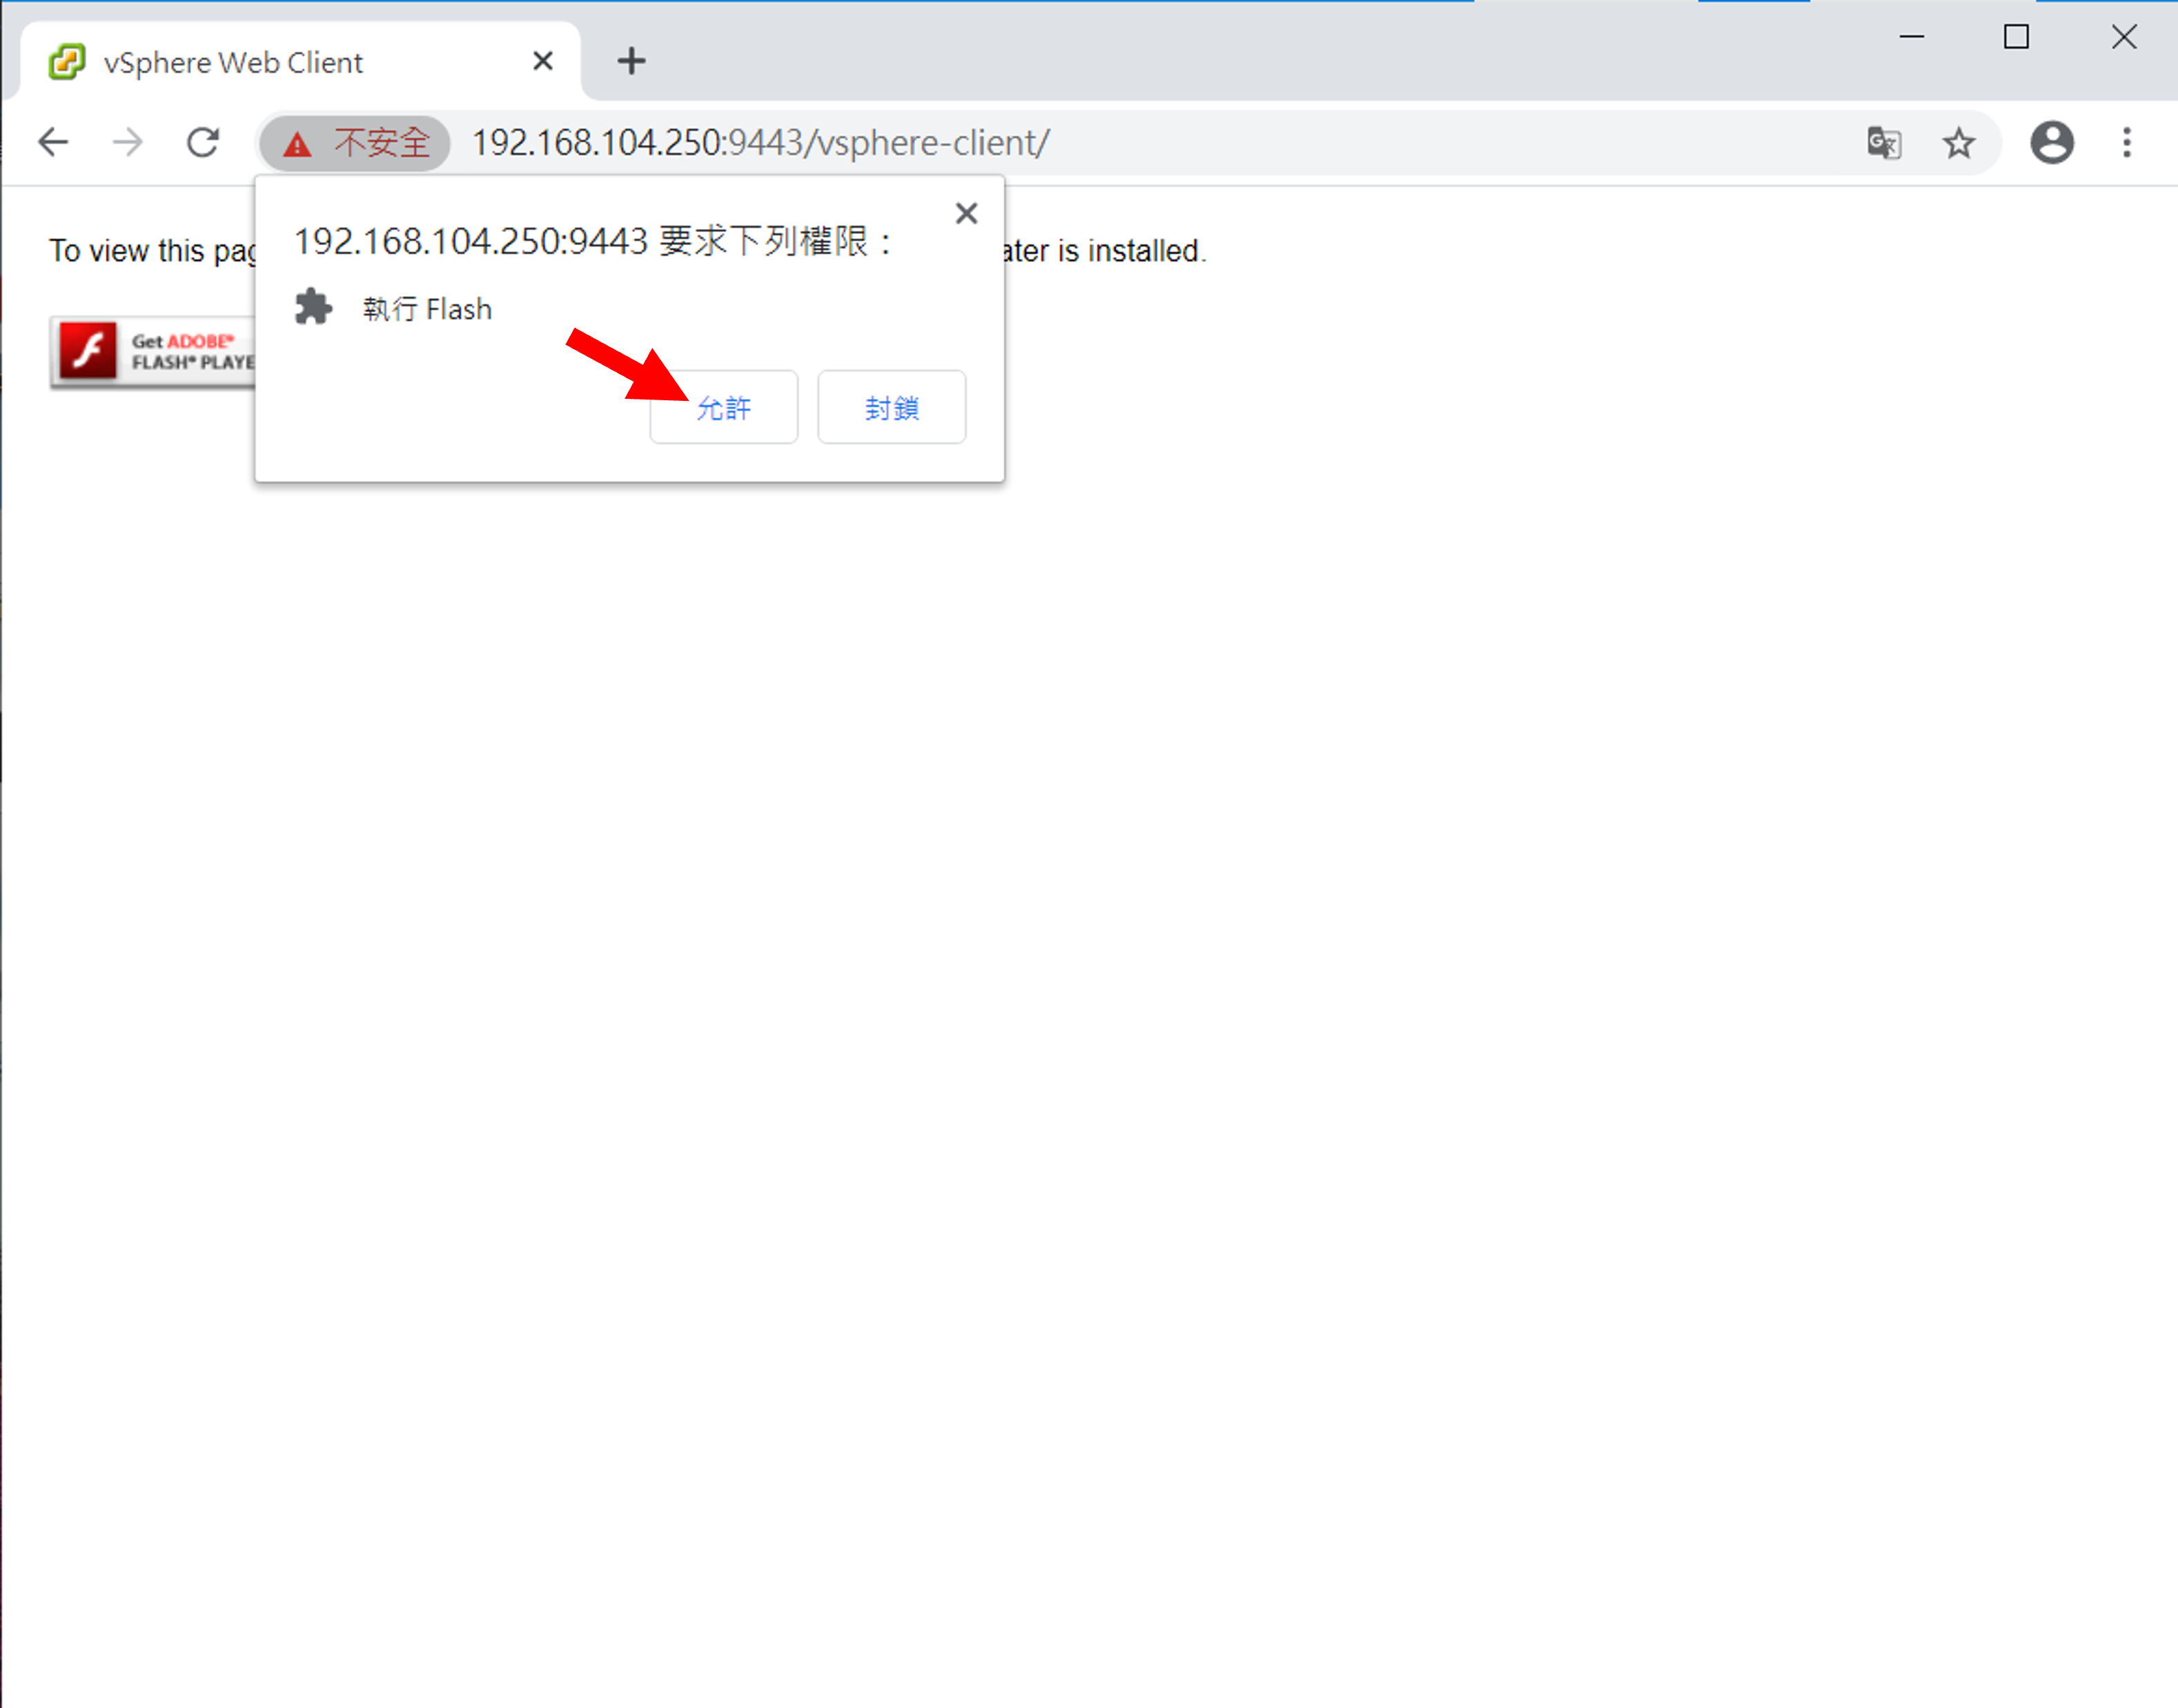 vSphere Web Client
不安全 192.168.104.250:9443/vsphere-client/
192.168.104.250:9443 要求下列權限：
To view this pag ater is installed.
執行 Flash
Get ADOBE®
FLASH® PLAYE
允許 封鎖